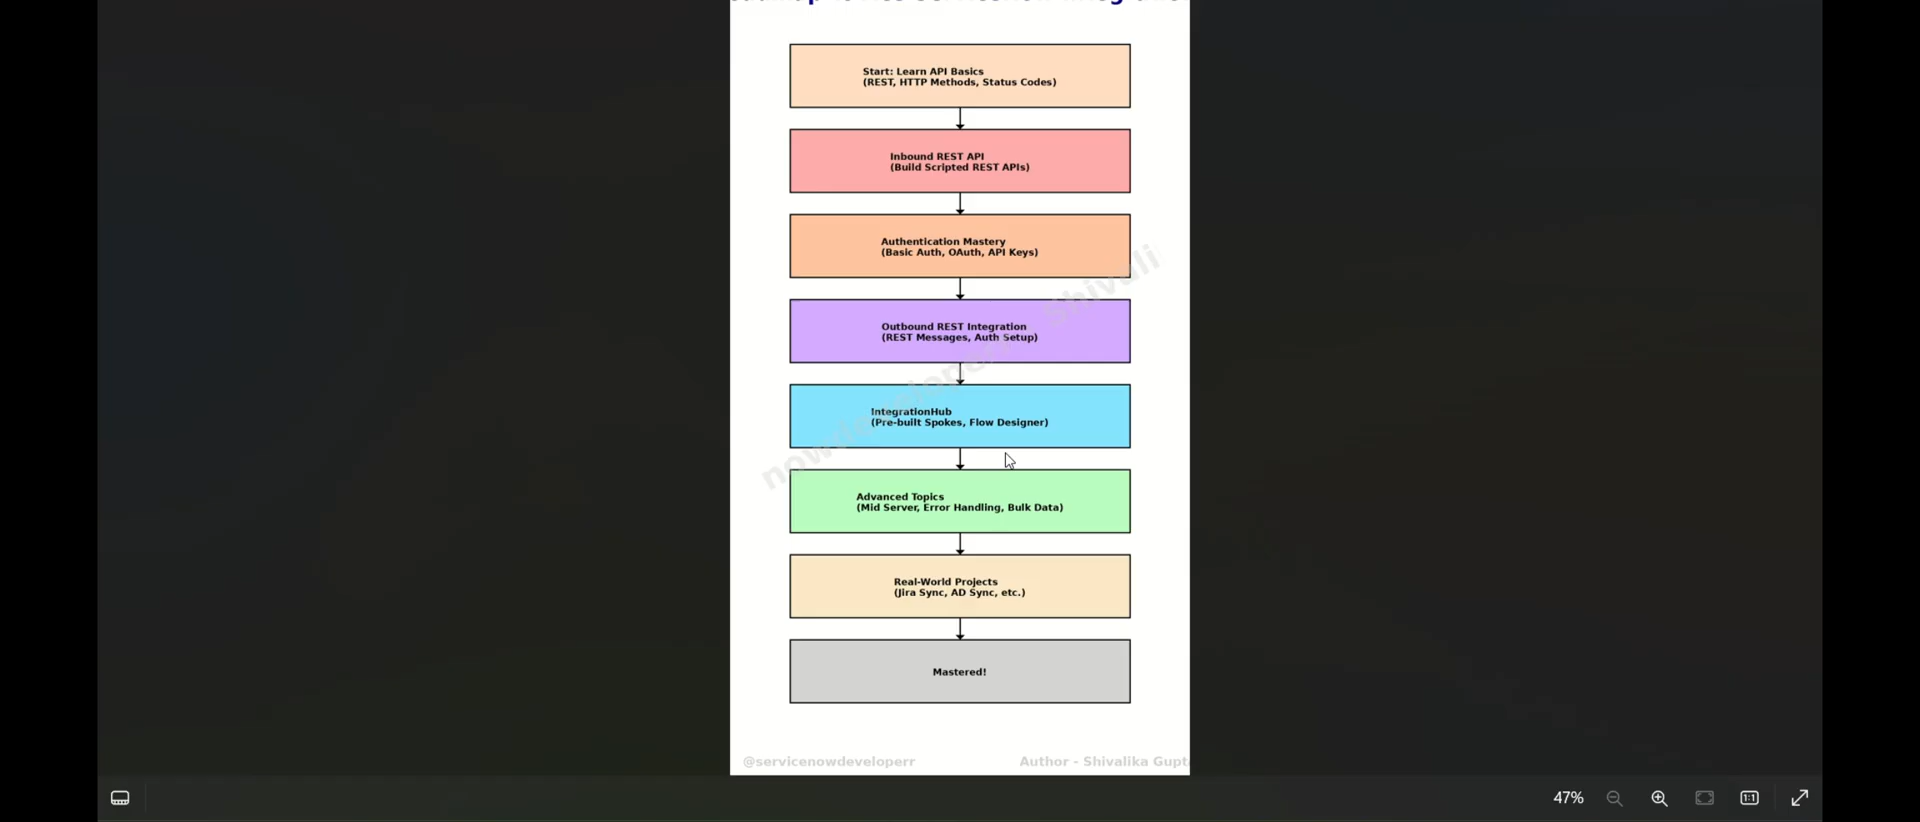 Start: Learn API Basics
(REST, HTTP Methods, Status Codes)
Inbound REST API
(Build Scripted REST APIs)
Authentication Mastery
(Basic Auth, OAuth, API Keys)
Outbound REST Integration
(REST Messages, Auth Setup)
IntegrationHub
(Pre-built Spokes, Flow Designer)
Advanced Topics
(Mid Server, Error Handling, Bulk Data)
Real-World Projects
(Jira Sync, AD Sync, etc.)
Mastered!
@servicenowdeveloperr
Author - Shivalika Gupt
47%
1:1